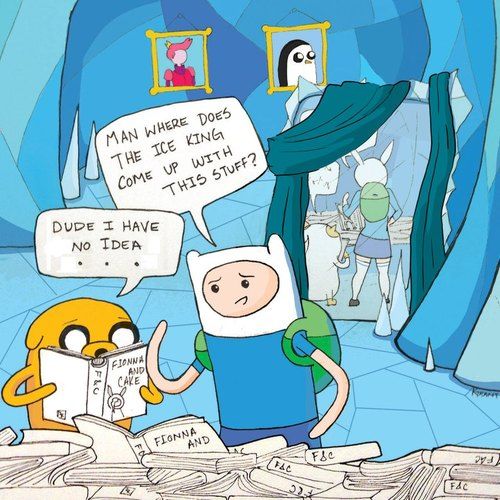 MAN WHERE DOES
THE ICE KING
COME UP WITH
THIS STUFF?
DUDE I HAVE
NO IDEA
. . .
F&C
FIONNA
AND
CAKE
FIONNA
AND
F&C
F&C
F&C
F&C